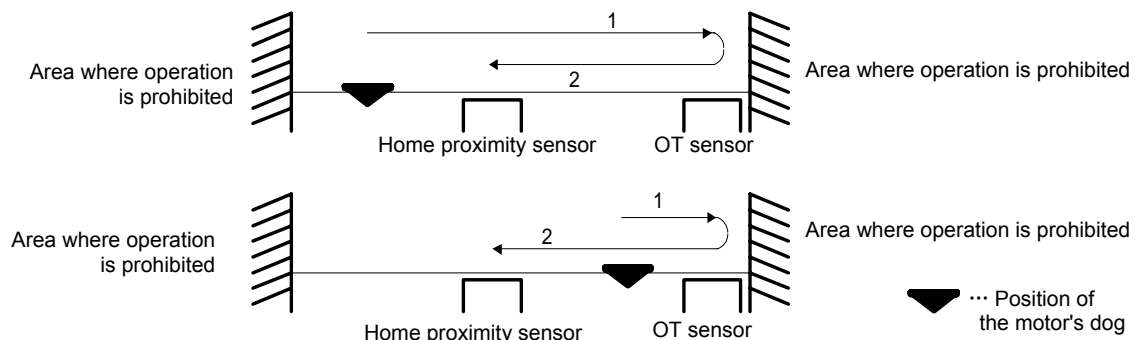 1
2
Area where operation
is prohibited
Area where operation is prohibited
Home proximity sensor
OT sensor
1
2
Area where operation
is prohibited
Area where operation is prohibited
Home proximity sensor
OT sensor
··· Position of
the motor's dog